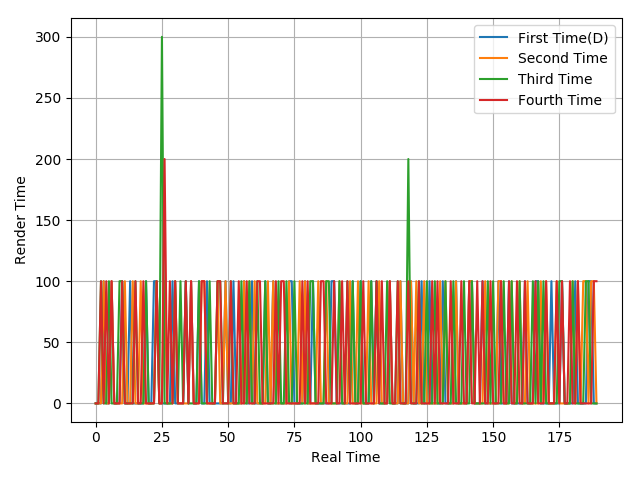 300
250
200
150
100
50
0
Render Time
0 25 50 75 100 125 150 175
Real Time
First Time(D)
Second Time
Third Time
Fourth Time